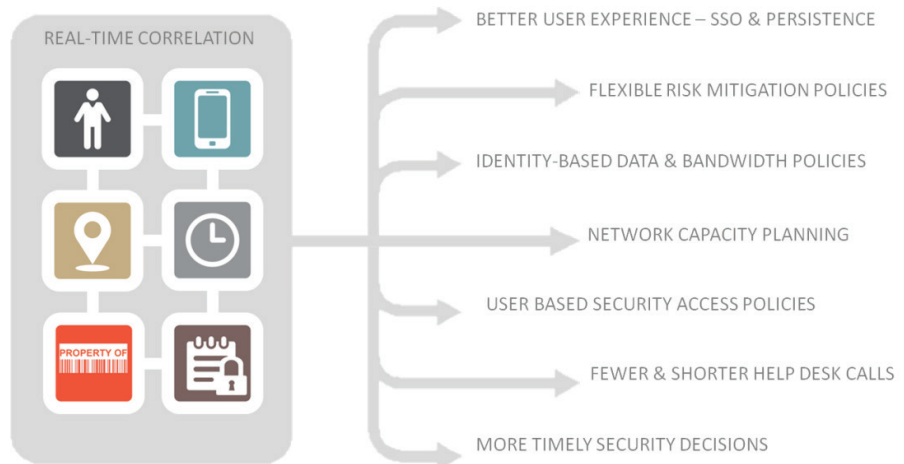 REAL-TIME CORRELATION
PROPERTY OF
BETTER USER EXPERIENCE – SSO & PERSISTENCE
FLEXIBLE RISK MITIGATION POLICIES
IDENTITY-BASED DATA & BANDWIDTH POLICIES
NETWORK CAPACITY PLANNING
USER BASED SECURITY ACCESS POLICIES
FEWER & SHORTER HELP DESK CALLS
MORE TIMELY SECURITY DECISIONS